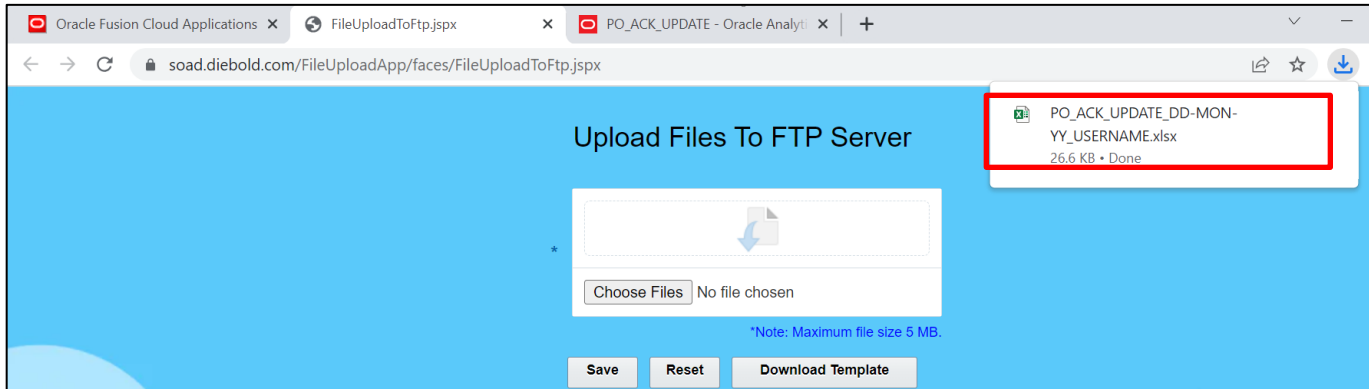 Oracle Fusion Cloud Applications
FileUploadToFtp.jspx
PO_ACK_UPDATE - Oracle Analyti
soad.diebold.com/FileUploadApp/faces/FileUploadToFtp.jspx
PO_ACK_UPDATE_DD-MON-
YY_USERNAME.xlsx
26.6 KB • Done
Upload Files To FTP Server
*
Choose Files No file chosen
*Note: Maximum file size 5 MB.
Save Reset Download Template